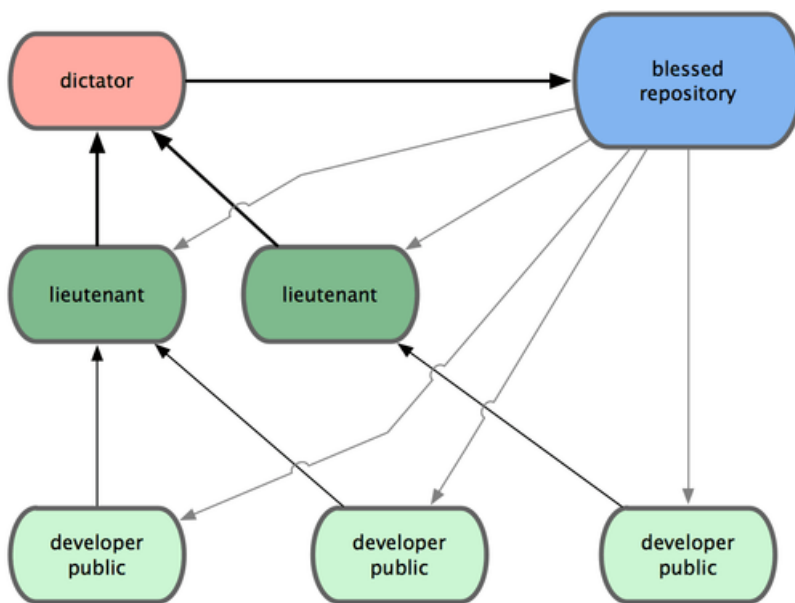 dictator
blessed
repository
lieutenant
lieutenant
developer
public
developer
public
developer
public